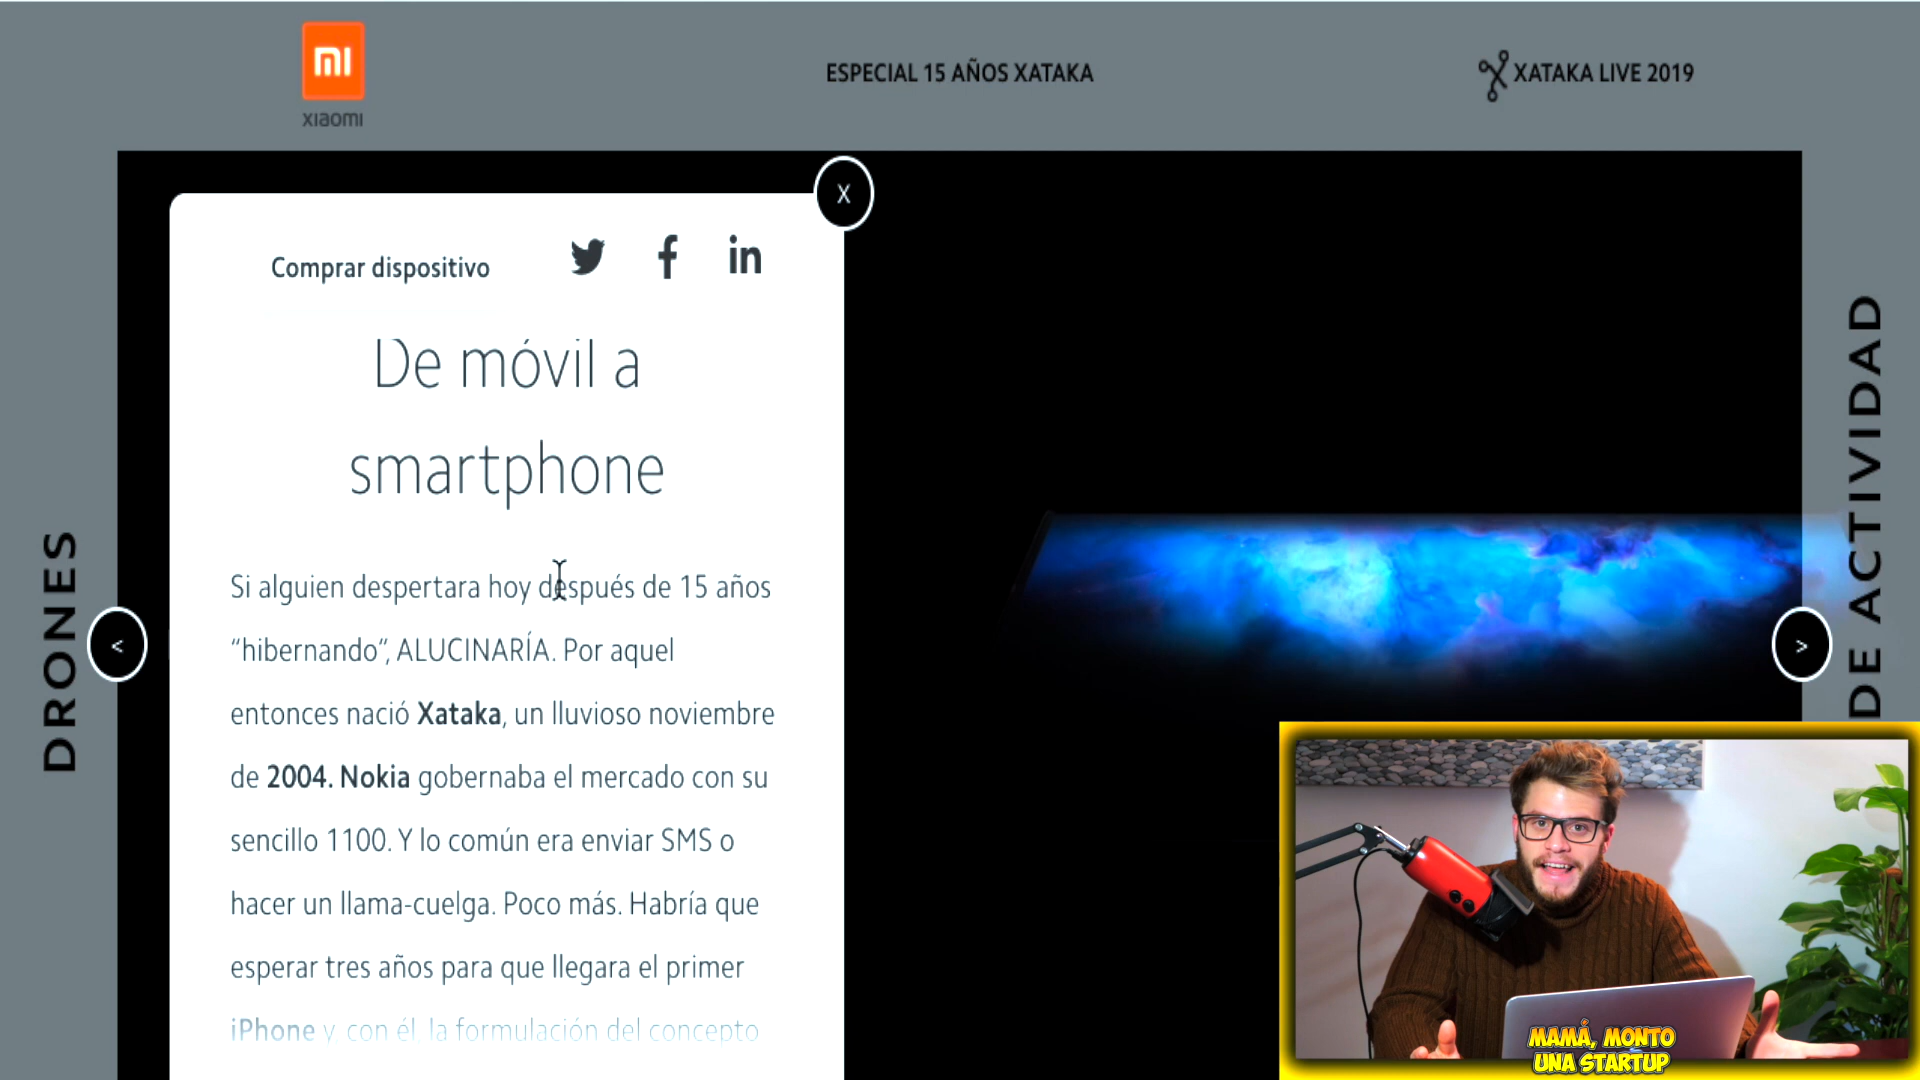 mi
xiaomi
ESPECIAL 15 AÑOS XATAKA
XATAKA LIVE 2019
X
Comprar dispositivo
De móvil a
smartphone
Si alguien despertara hoy después de 15 años
“hibernando”, ALUCINARÍA. Por aquel
entonces nació Xataka, un lluvioso noviembre
de 2004. Nokia gobernaba el mercado con su
sencillo 1100. Y lo común era enviar SMS o
hacer un llama-cuelga. Poco más. Habría que
esperar tres años para que llegara el primer
iPhone y, con él, la formulación del concepto
DRONES
<
>
DE ACTIVIDAD
MAMÁ, MONTO
UNA STARTUP